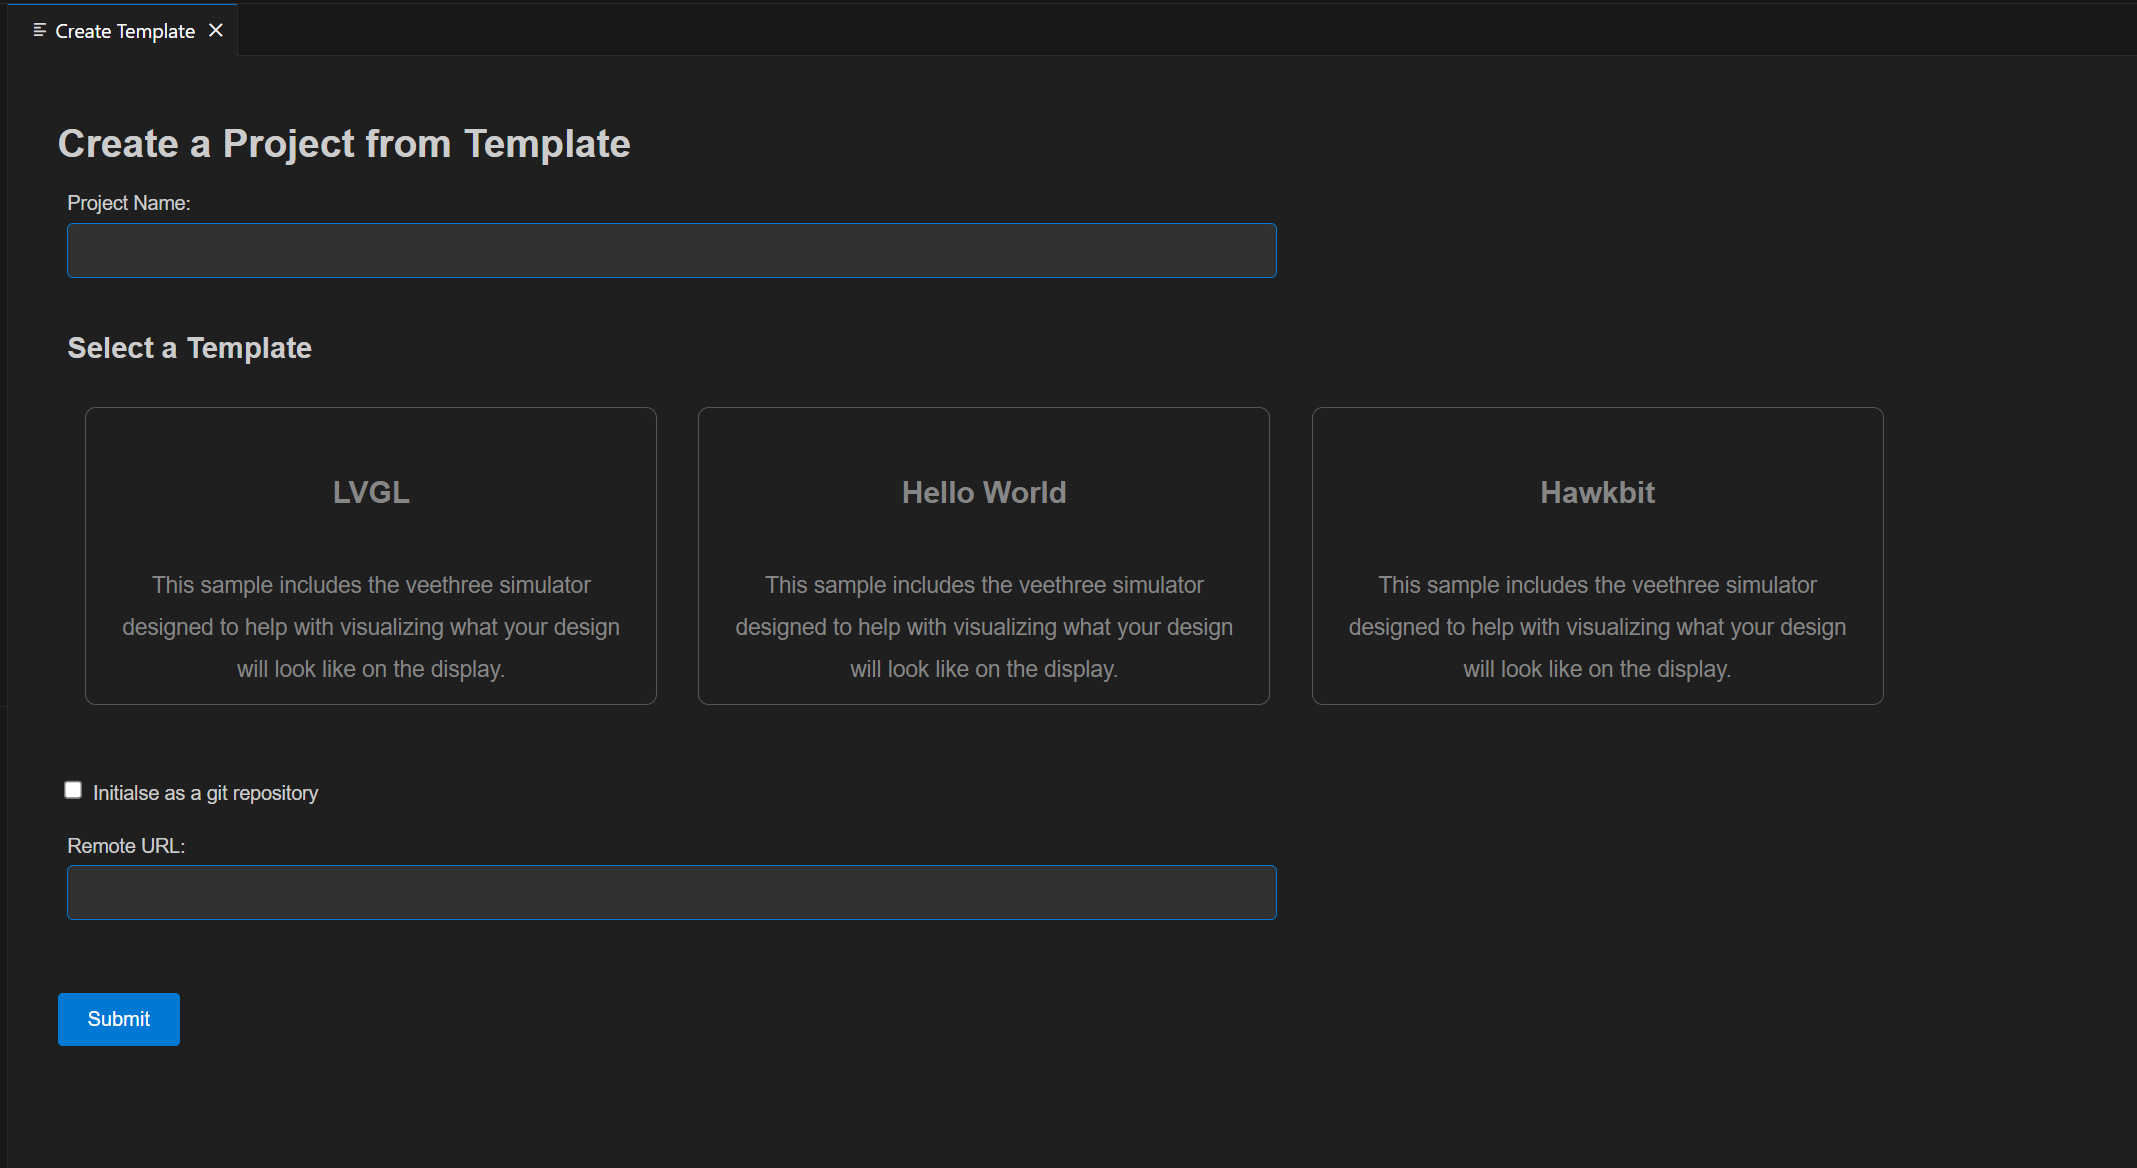 Create Template
Create a Project from Template
Project Name:
Select a Template
LVGL
This sample includes the veethree simulator
designed to help with visualizing what your design
will look like on the display.
Hello World
This sample includes the veethree simulator
designed to help with visualizing what your design
will look like on the display.
Hawkbit
This sample includes the veethree simulator
designed to help with visualizing what your design
will look like on the display.
Initialse as a git repository
Remote URL:
Submit